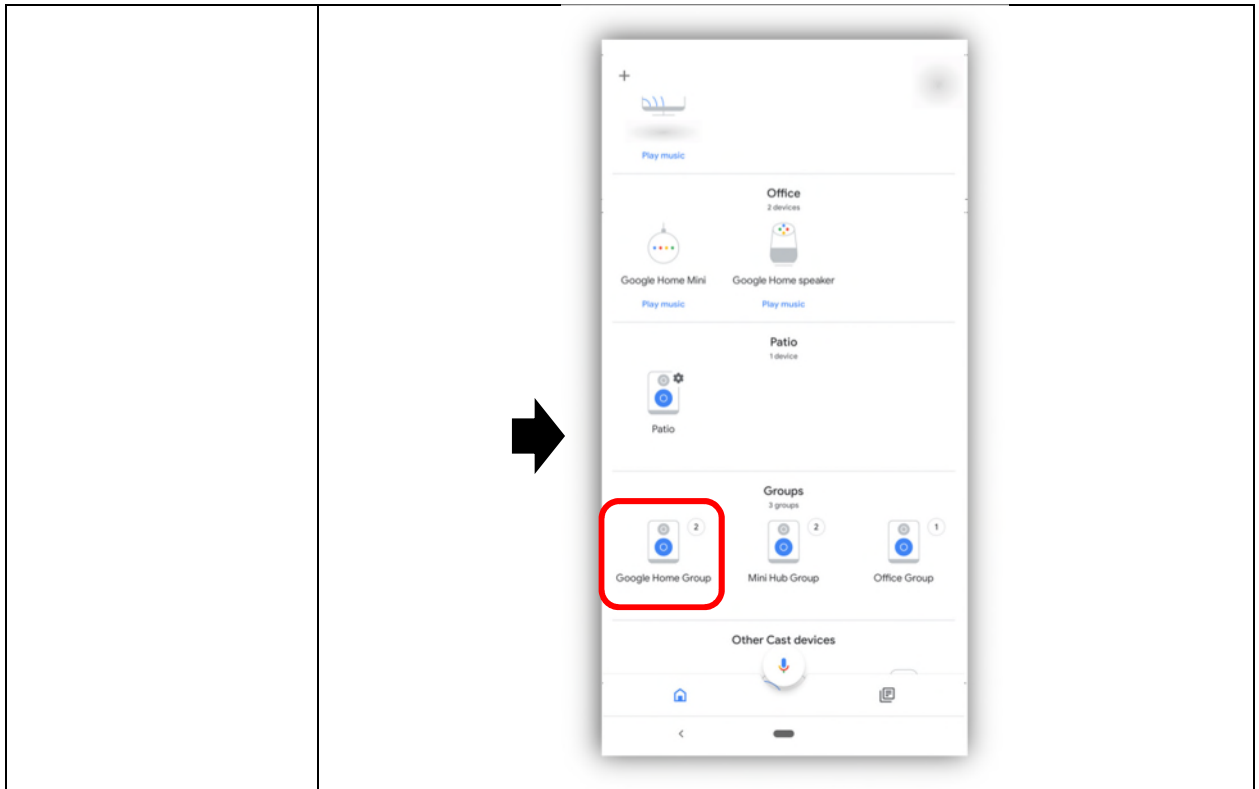 +
Play music
Office
2 devices
Google Home Mini
Google Home speaker
Play music
Play music
Patio
1 device
Patio
Groups
3 groups
2
2
1
Google Home Group
Mini Hub Group
Office Group
Other Cast devices